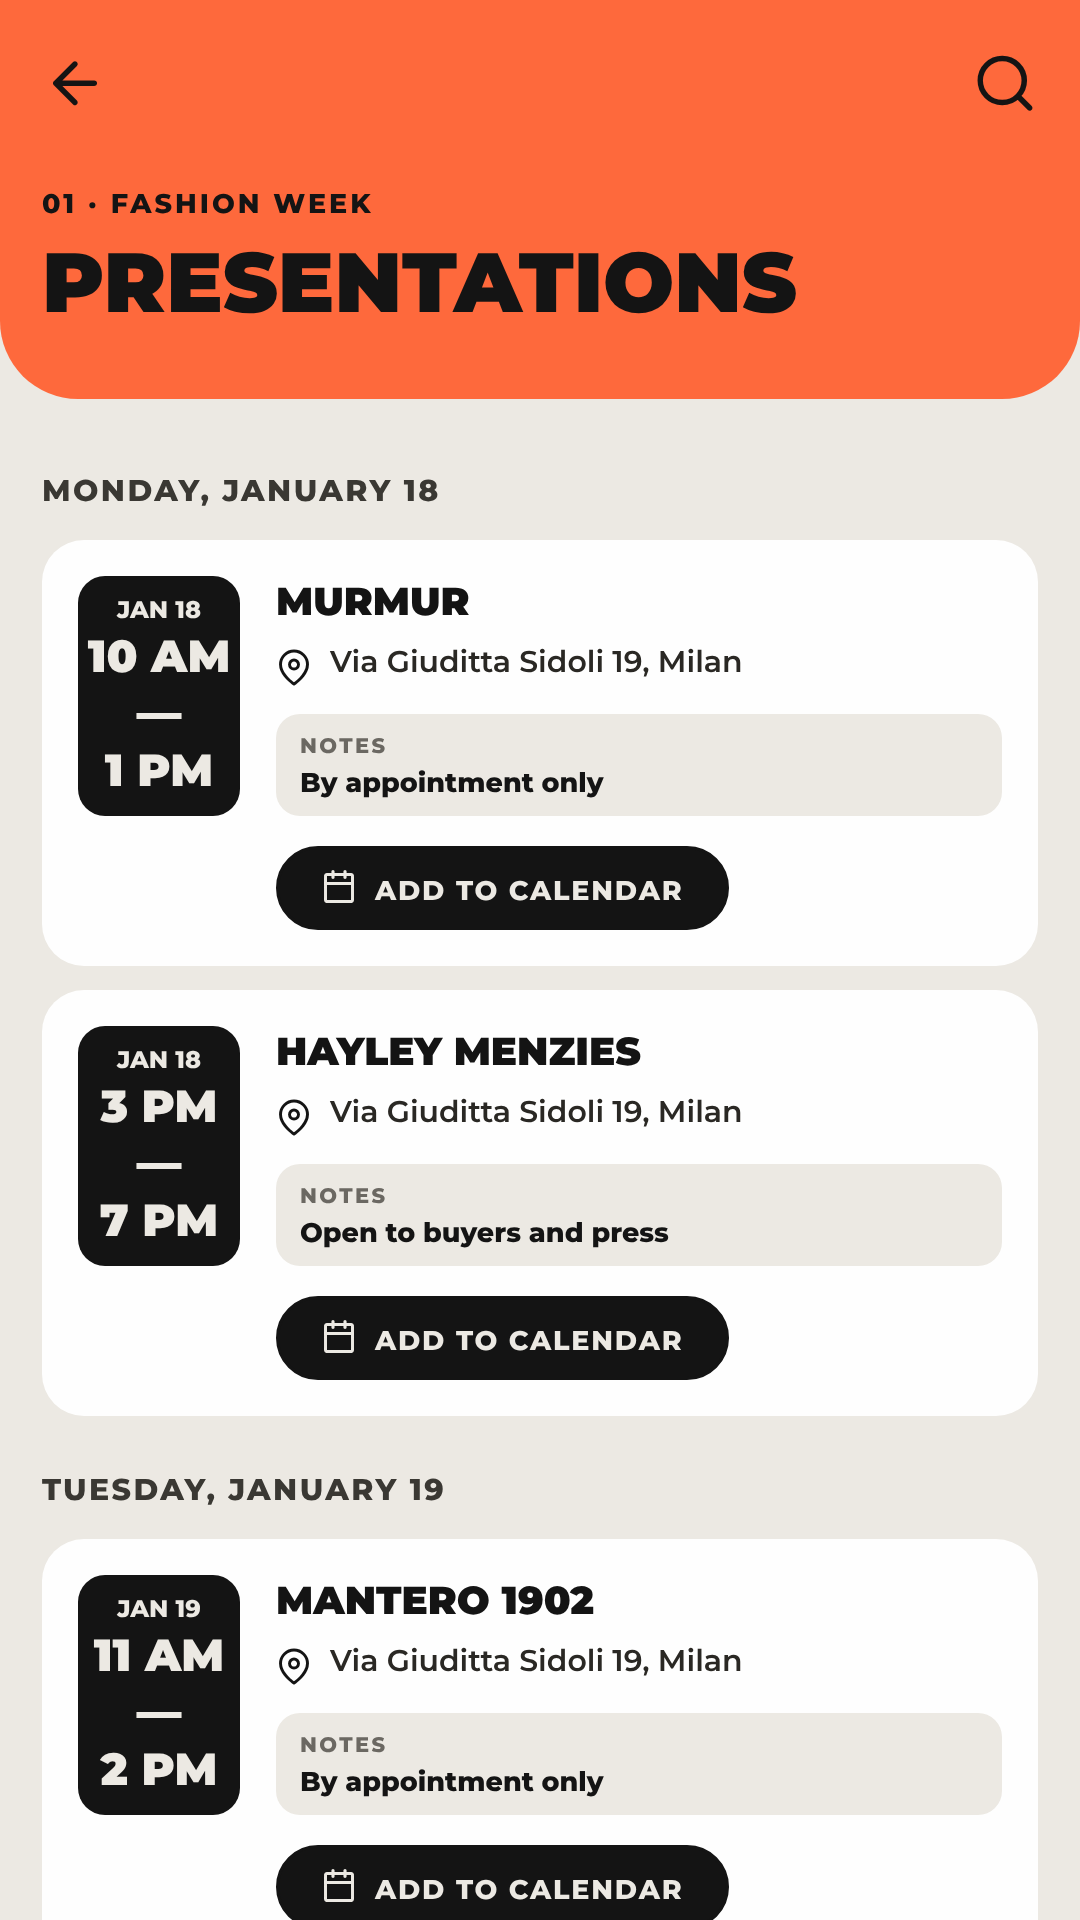 01 · FASHION WEEK
PRESENTATIONS
MONDAY, JANUARY 18
JAN 18
10 AM
—
1 PM
MURMUR
Via Giuditta Sidoli 19, Milan
NOTES
By appointment only
ADD TO CALENDAR
JAN 18
3 PM
—
7 PM
HAYLEY MENZIES
Via Giuditta Sidoli 19, Milan
NOTES
Open to buyers and press
ADD TO CALENDAR
TUESDAY, JANUARY 19
JAN 19
11 AM
—
2 PM
MANTERO 1902
Via Giuditta Sidoli 19, Milan
NOTES
By appointment only
ADD TO CALENDAR